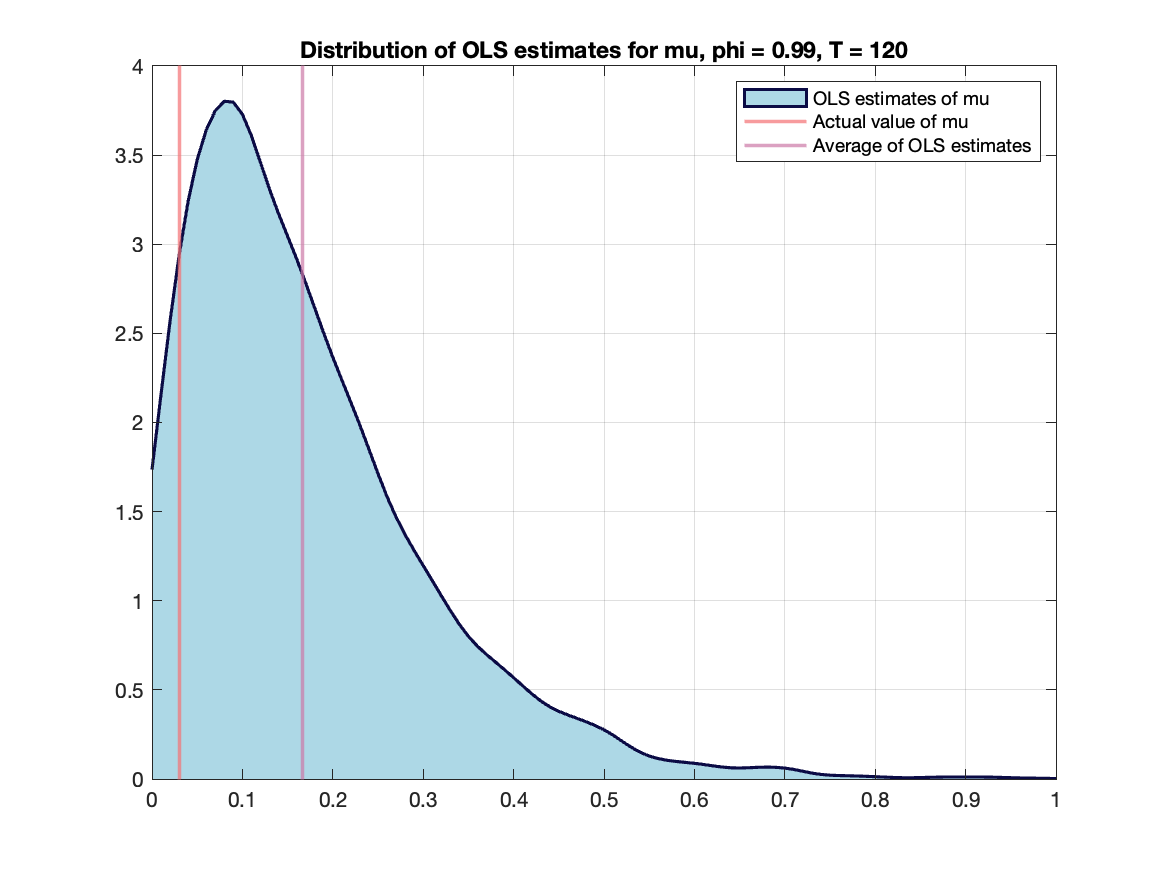 Distribution of OLS estimates for mu, phi = 0.99, T = 120
OLS estimates of mu
Actual value of mu
Average of OLS estimates
4
3.5
3
2.5
2
1.5
1
0.5
0
0 0.1 0.2 0.3 0.4 0.5 0.6 0.7 0.8 0.9 1